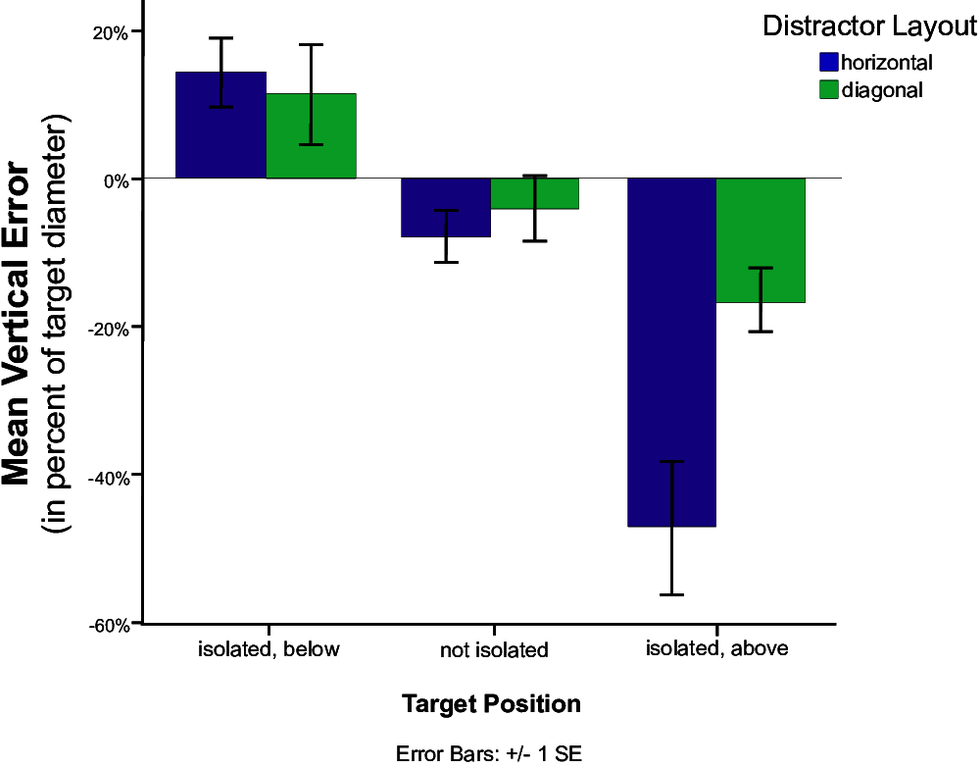 Distractor Layout
horizontal
diagonal
Mean Vertical Error
(in percent of target diameter)
20%
0%
-20%
-40%
-60%
isolated, below
not isolated
isolated, above
Target Position
Error Bars: +/- 1 SE